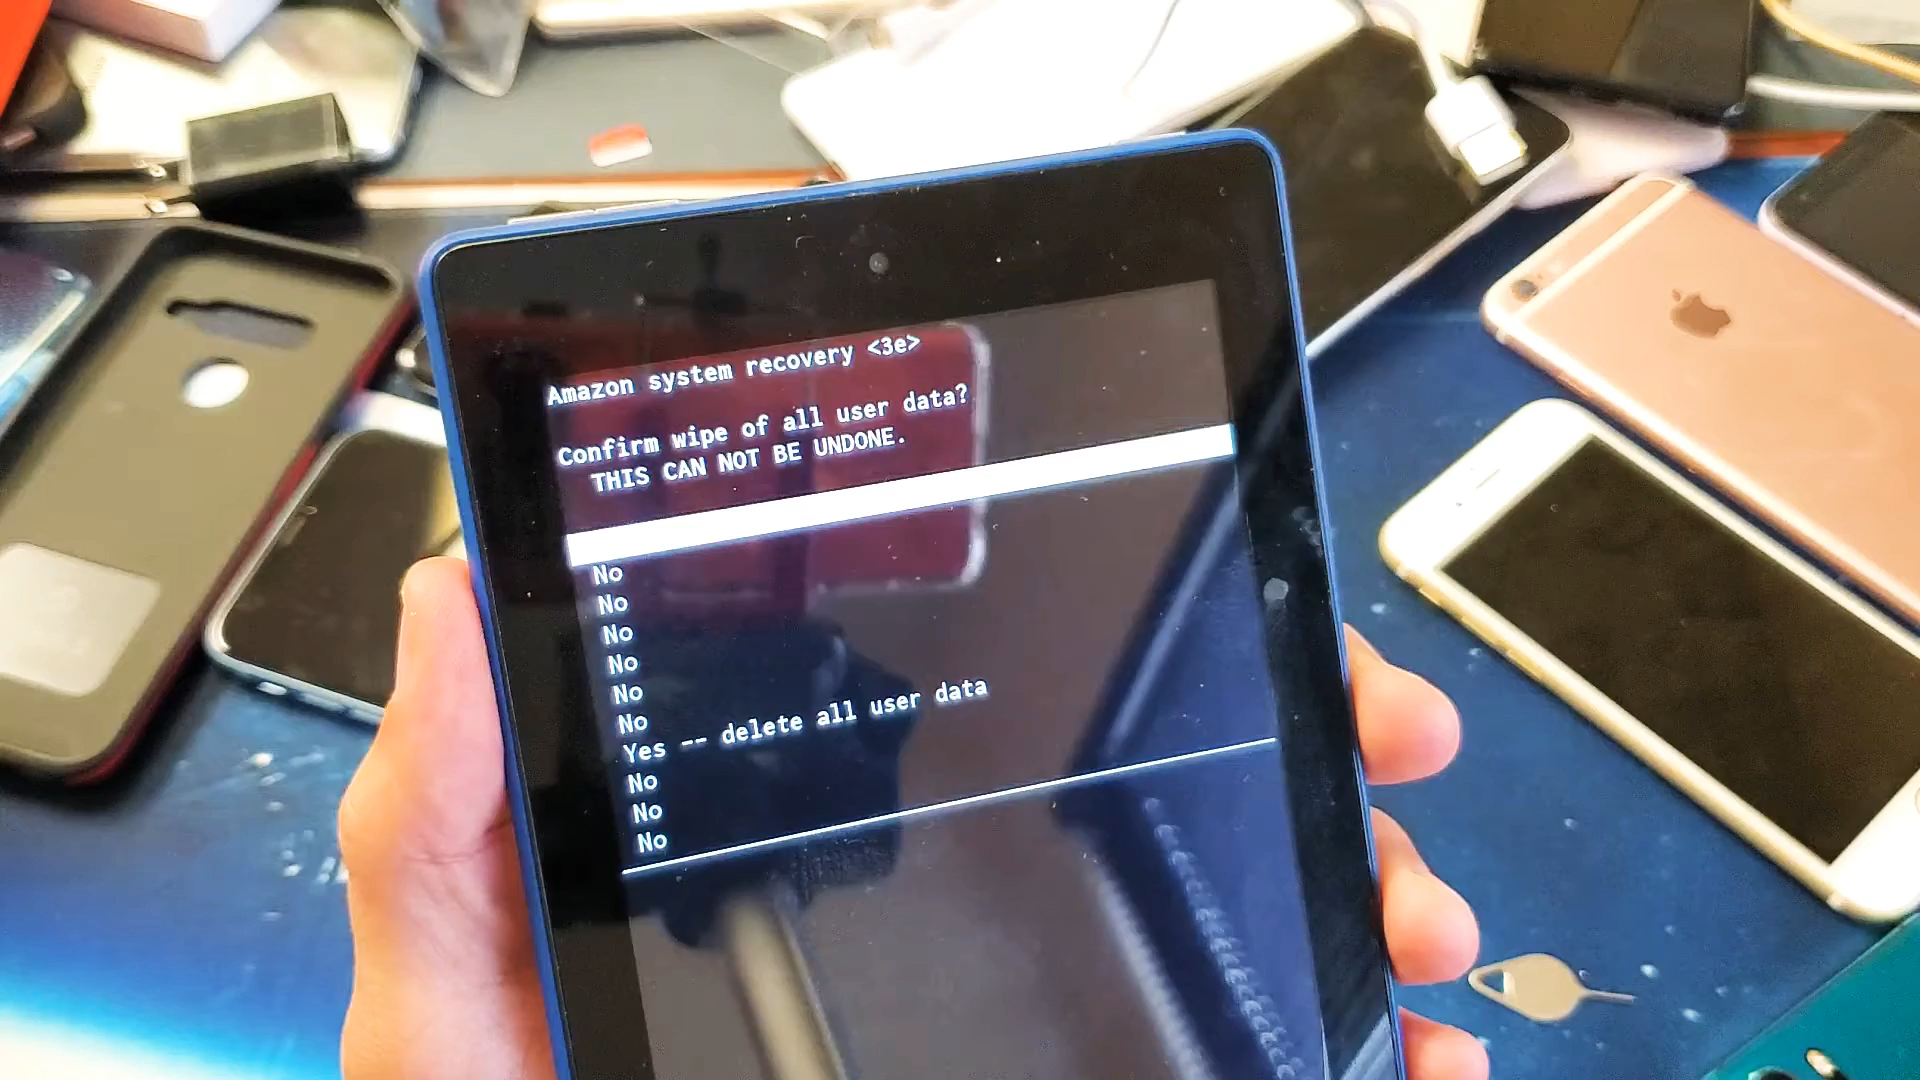 Amazon system recovery <3e>
Confirm wipe of all user data?
THIS CAN NOT BE UNDONE.
No
No
No
No
No
No
Yes -- delete all user data
No
No
No